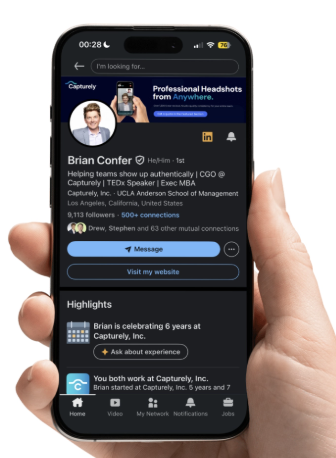 00:28
76
I'm looking for...
Capturely
Professional Headshots
from Anywhere.
in
Brian Confer He/Him · 1st
Helping teams show up authentically | CGO @
Capturely | TEDx Speaker | Exec MBA
Capturely, Inc. · UCLA Anderson School of Management
Los Angeles, California, United States
9,113 followers · 500+ connections
Drew, Stephen and 63 other mutual connections
Message
Visit my website
Highlights
Brian is celebrating 6 years at
Capturely, Inc.
Ask about experience
You both work at Capturely, Inc.
Brian started at Capturely, Inc. 5 years and 7
Home
Video
My Network
Notifications
Jobs